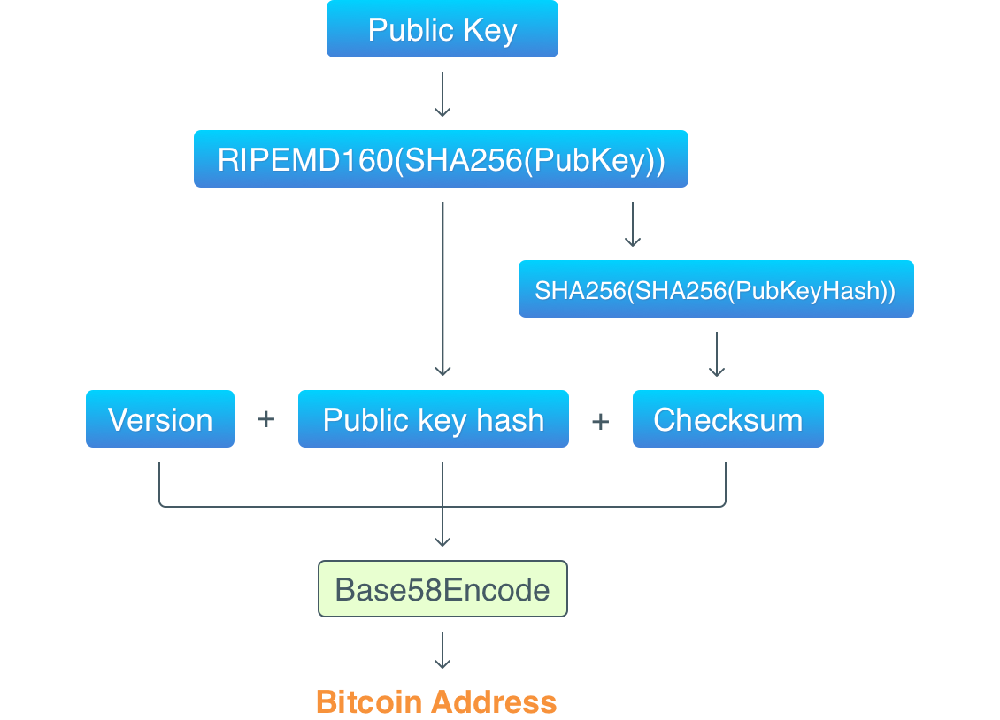 Public Key
RIPEMD160(SHA256(PubKey))
SHA256(SHA256(PubKeyHash))
Version + Public key hash + Checksum
Base58Encode
Bitcoin Address